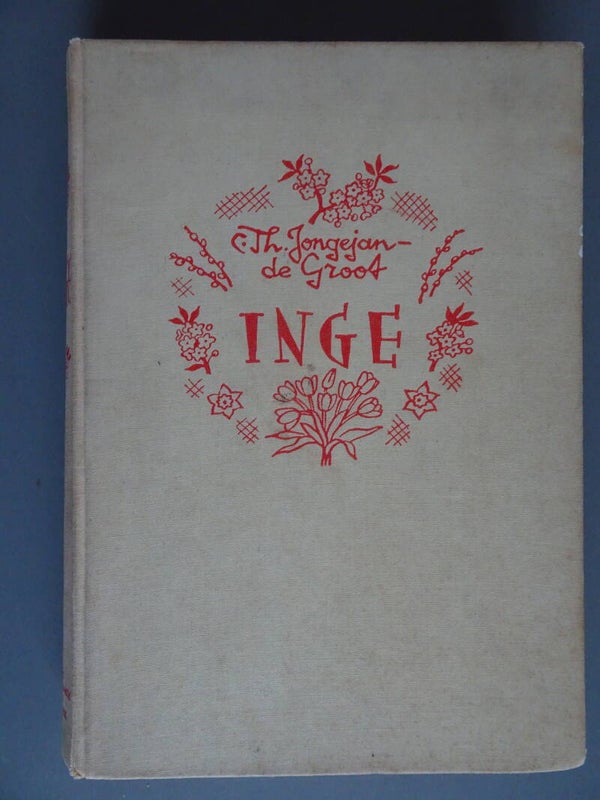 C. Th. Jongejan-
de Groot
INGE